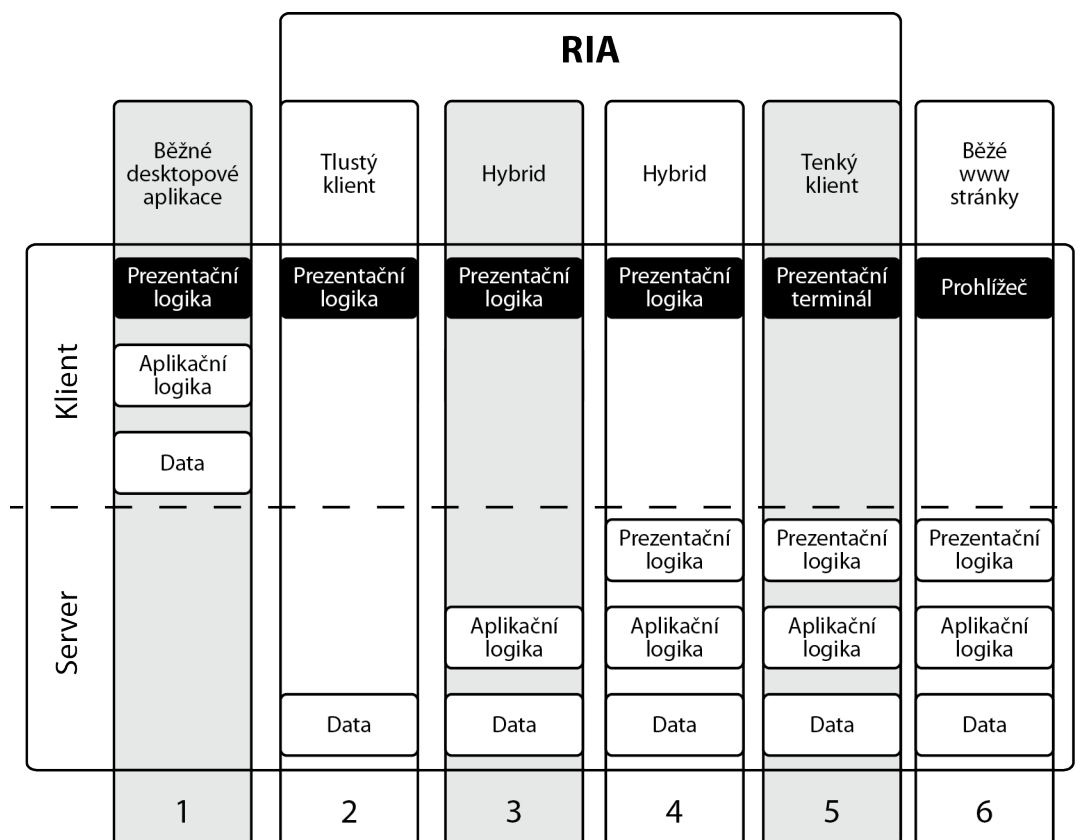 RIA
Běžné
desktopové
aplikace
Tlustý
klient
Hybrid
Hybrid
Tenký
klient
Běžé
www
stránky
Klient
Prezentační
logika
Prezentační
logika
Prezentační
logika
Prezentační
logika
Prezentační
terminál
Prohlížeč
Aplikační
logika
Data
Server
Prezentační
logika
Prezentační
logika
Prezentační
logika
Aplikační
logika
Aplikační
logika
Aplikační
logika
Aplikační
logika
Data
Data
Data
Data
Data
1
2
3
4
5
6